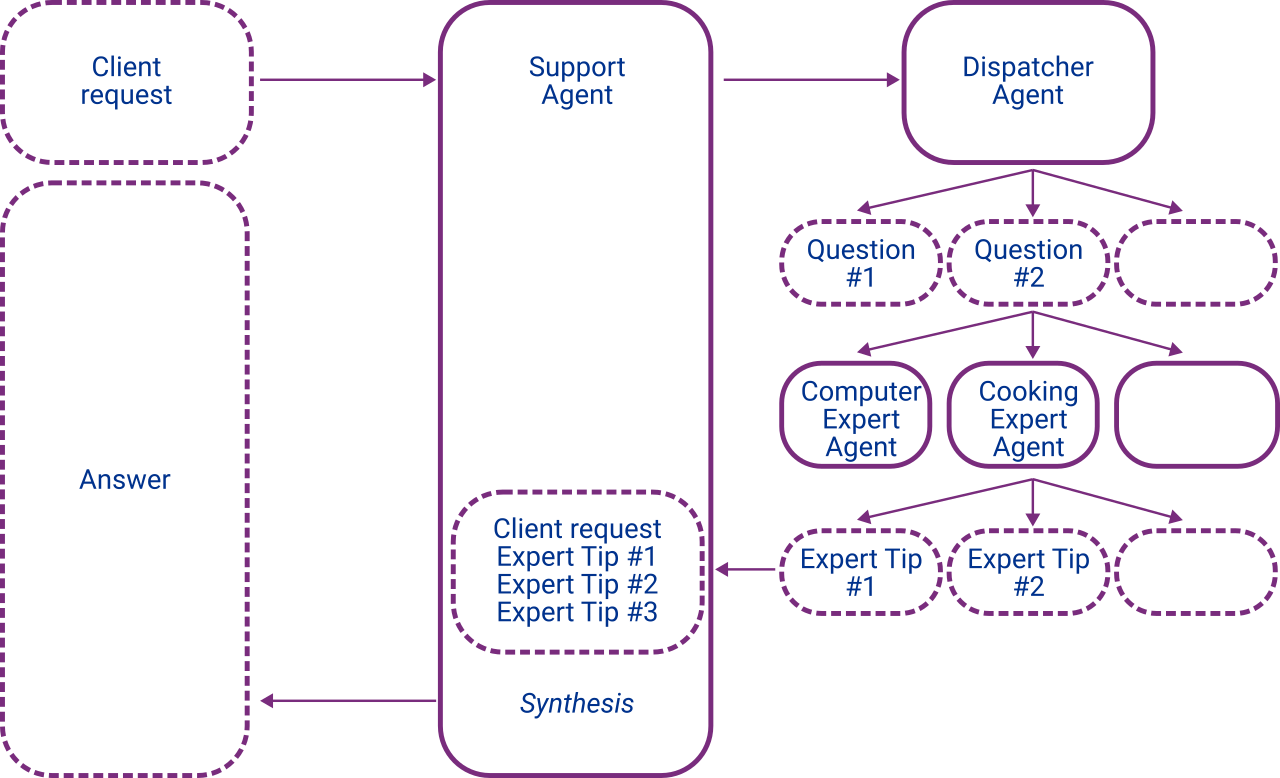 Client
request
Support
Agent
Dispatcher
Agent
Question
#1
Question
#2
Computer
Expert
Agent
Cooking
Expert
Agent
Answer
Client request
Expert Tip #1
Expert Tip #2
Expert Tip #3
Expert Tip
#1
Expert Tip
#2
Synthesis